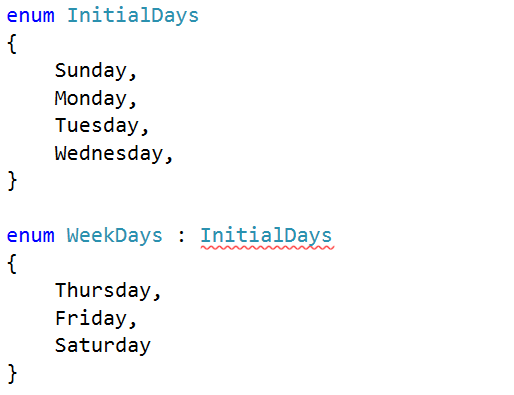 enum InitialDays
{
    Sunday,
    Monday,
    Tuesday,
    Wednesday,
}

enum WeekDays : InitialDays
{
    Thursday,
    Friday,
    Saturday
}